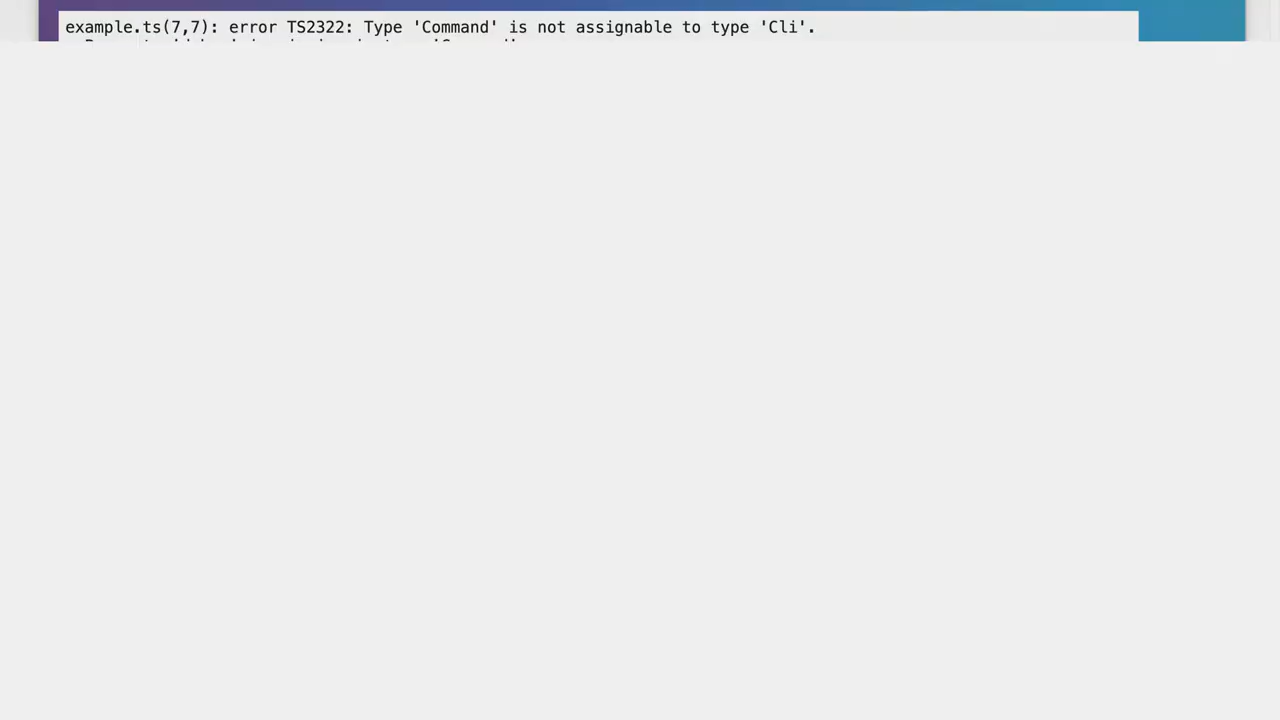 example.ts(7,7): error TS2322: Type 'Command' is not assignable to type 'Cli'.